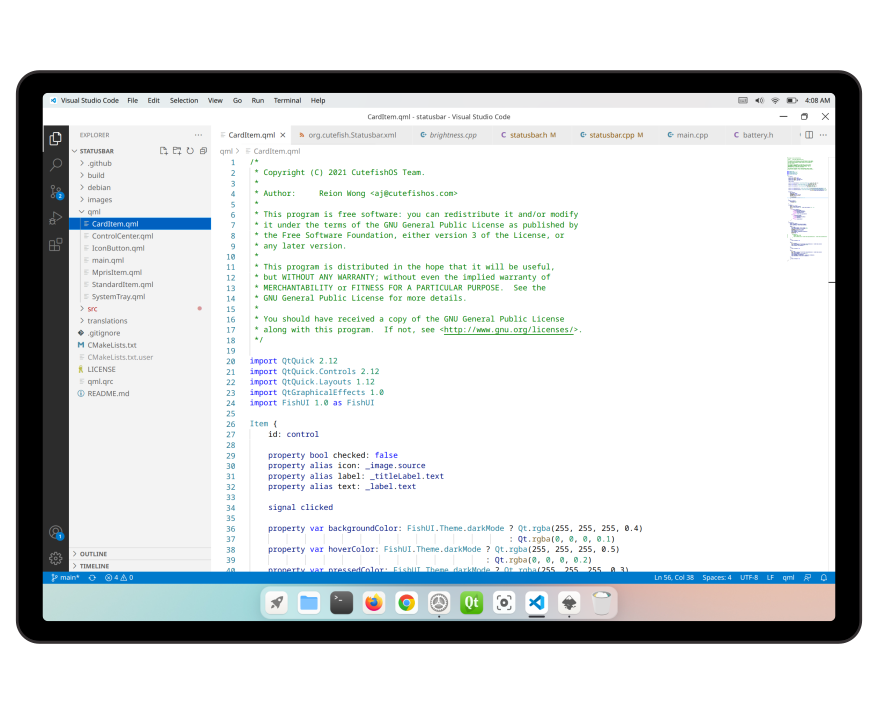 Visual Studio Code File Edit Selection View Go Run Terminal Help 4:08 AM
CardItem.qml - statusbar - Visual Studio Code
EXPLORER
STATUSBAR
.github
build
debian
images
qml
CardItem.qml
ControlCenter.qml
IconButton.qml
main.qml
MprisItem.qml
StandardItem.qml
SystemTray.qml
src
translations
.gitignore
CMakeLists.txt
CMakeLists.txt.user
LICENSE
qml.qrc
README.md
OUTLINE
TIMELINE
2
1
CardItem.qml org.cutefish.Statusbar.xml brightness.cpp statusbar.h M statusbar.cpp M main.cpp battery.h
qml > CardItem.qml
1 /*
2 * Copyright (C) 2021 CutefishOS Team.
3 *
4 * Author: Reion Wong <aj@cutefishos.com>
5 *
6 * This program is free software: you can redistribute it and/or modify
7 * it under the terms of the GNU General Public License as published by
8 * the Free Software Foundation, either version 3 of the License, or
9 * any later version.
10 *
11 * This program is distributed in the hope that it will be useful,
12 * but WITHOUT ANY WARRANTY; without even the implied warranty of
13 * MERCHANTABILITY or FITNESS FOR A PARTICULAR PURPOSE. See the
14 * GNU General Public License for more details.
15 *
16 * You should have received a copy of the GNU General Public License
17 * along with this program. If not, see <http://www.gnu.org/licenses/>.
18 */
19
20 import QtQuick 2.12
21 import QtQuick.Controls 2.12
22 import QtQuick.Layouts 1.12
23 import QtGraphicalEffects 1.0
24 import FishUI 1.0 as FishUI
25
26 Item {
27 id: control
28
29 property bool checked: false
30 property alias icon: _image.source
31 property alias label: _titleLabel.text
32 property alias text: _label.text
33
34 signal clicked
35
36 property var backgroundColor: FishUI.Theme.darkMode ? Qt.rgba(255, 255, 255, 0.4)
37 : Qt.rgba(0, 0, 0, 0.1)
38 property var hoverColor: FishUI.Theme.darkMode ? Qt.rgba(255, 255, 255, 0.5)
39 : Qt.rgba(0, 0, 0, 0.2)
40 property var pressedColor: FishUI.Theme.darkMode ? Qt.rgba(255, 255, 255, 0.3)
main* 4 0 Ln 56, Col 38 Spaces: 4 UTF-8 LF qml
Qt